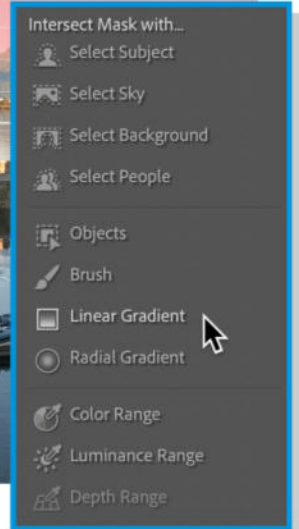 Intersect Mask with...
Select Subject
Select Sky
Select Background
Select People
Objects
Brush
Linear Gradient
Radial Gradient
Color Range
Luminance Range
Depth Range